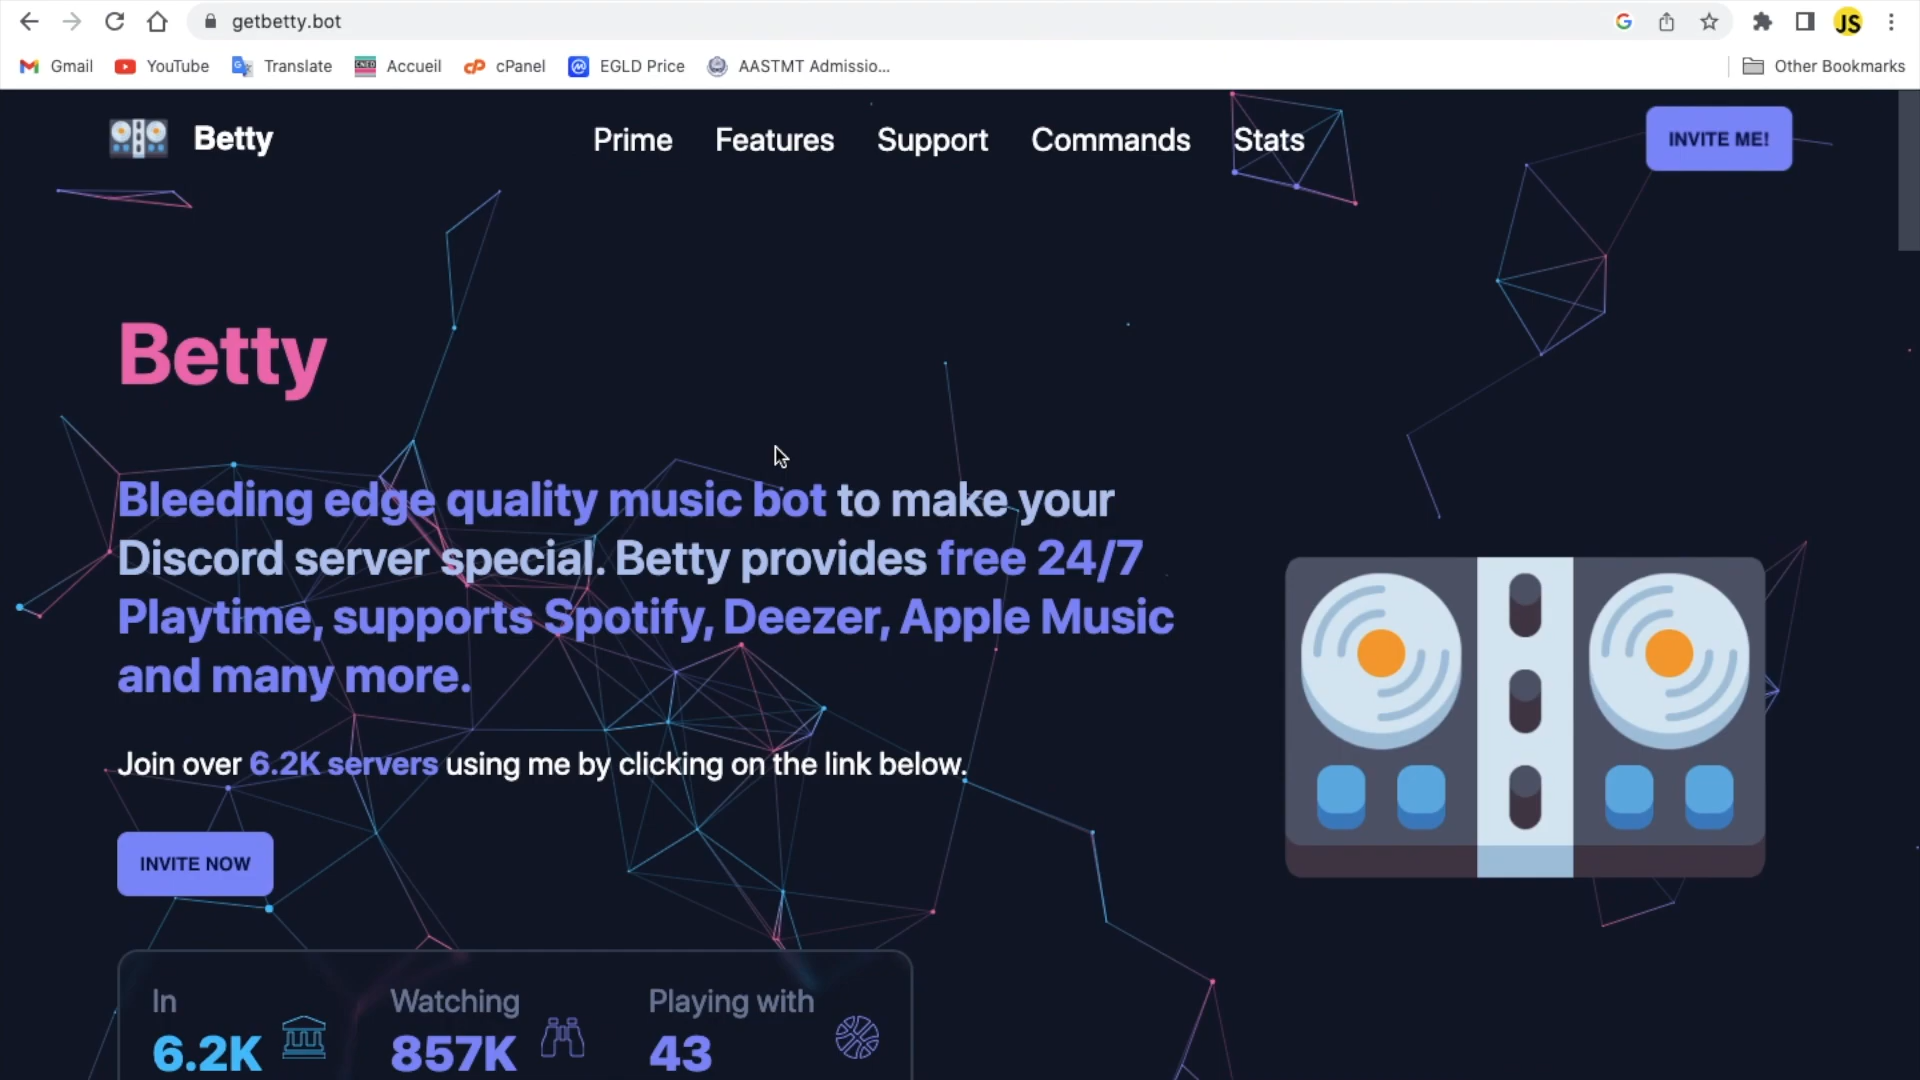 getbetty.bot
JS
Gmail
YouTube
Translate
Accueil
cPanel
EGLD Price
AASTMT Admissio...
Other Bookmarks
Betty
Prime
Features
Support
Commands
Stats
INVITE ME!
Betty
Bleeding edge quality music bot to make your
Discord server special. Betty provides free 24/7
Playtime, supports Spotify, Deezer, Apple Music
and many more.
Join over 6.2K servers using me by clicking on the link below.
INVITE NOW
In
6.2K
Watching
857K
Playing with
43